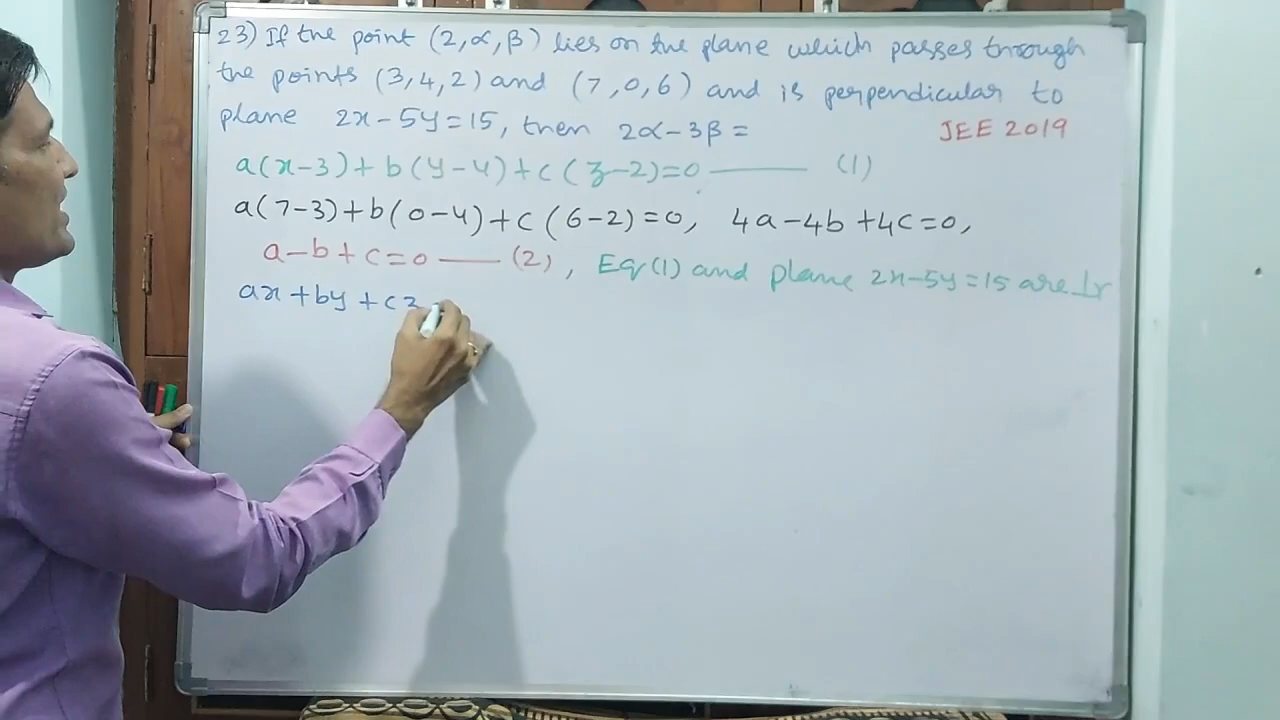 23) If the point (2, α, β) lies on the plane which passes through
the points (3, 4, 2) and (7, 0, 6) and is perpendicular to
plane 2x - 5y = 15, then 2α - 3β = JEE 2019
a(x-3) + b(y-4) + c(z-2) = 0 ——— (1)
a(7-3) + b(0-4) + c(6-2) = 0, 4a - 4b + 4c = 0,
a - b + c = 0 —— (2), Eq (1) and plane 2x - 5y = 15 are ⊥r
ax + by + cz